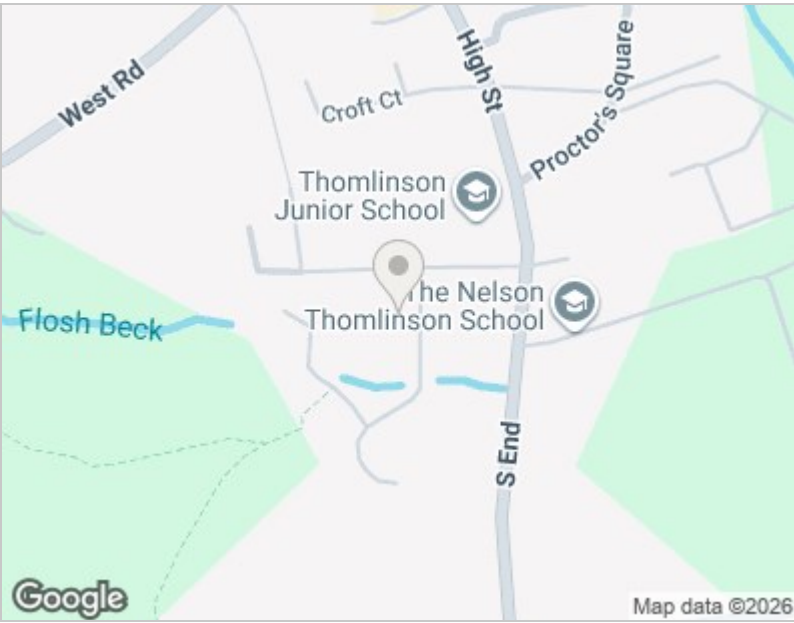 West Rd
High St
Croft Ct
Proctor's Square
Thomlinson
Junior School
The Nelson
Thomlinson School
Flosh Beck
S End
Google
Map data ©2026